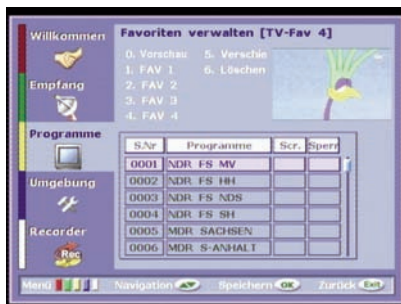 Willkommen
Empfang
Programme
Umgebung
Recorder
Rec
Favoriten verwalten [TV-Fav 4]
0. Vorschau 5. Verschie
1. FAV 1 6. Löschen
2. FAV 2
3. FAV 3
4. FAV 4
S.Nr Programme Scr. Sperr
0001 NDR FS MV
0002 NDR FS HH
0003 NDR FS NDS
0004 NDR FS SH
0005 MDR SACHSEN
0006 MDR S-ANHALT
Menü Navigation Speichern OK Zurück Exit